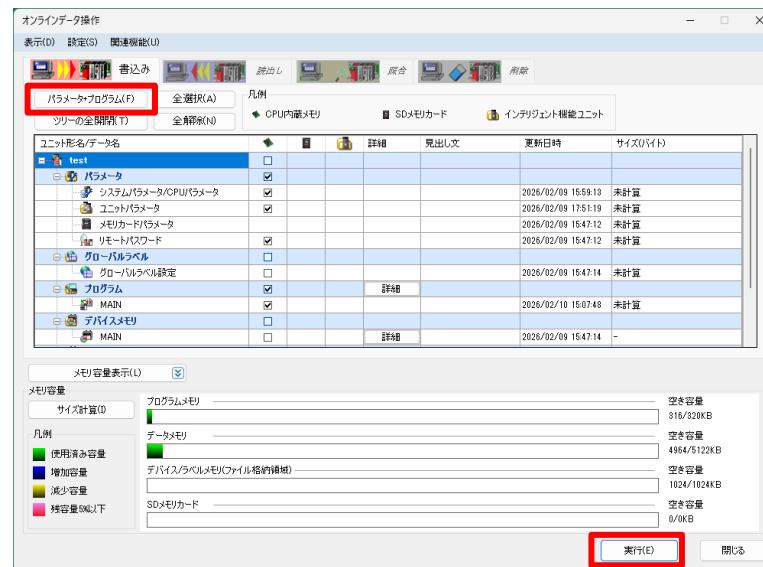 オンラインデータ操作
表示(D) 設定(S) 関連機能(U)
書込み 読出し 照合 削除
パラメータ+プログラム(F) 全選択(A)
ツリーの全開閉(T) 全解除(N)
凡例
CPU内蔵メモリ SDメモリカード インテリジェント機能ユニット
ユニット形名/データ名 詳細 見出し文 更新日時 サイズ(バイト)
test
パラメータ
システムパラメータ/CPUパラメータ 2026/02/09 15:59:13 未計算
ユニットパラメータ 2026/02/09 17:51:19 未計算
メモリカードパラメータ 2026/02/09 15:47:12 未計算
リモートパスワード 2026/02/09 15:47:12 未計算
グローバルラベル
グローバルラベル設定 2026/02/09 15:47:14 未計算
プログラム 詳細
MAIN 2026/02/10 15:07:48 未計算
デバイスメモリ
MAIN 詳細 2026/02/09 15:47:14 -
メモリ容量表示(L)
メモリ容量
サイズ計算(I)
凡例
使用済み容量
増加容量
減少容量
残容量5%以下
プログラムメモリ 空き容量
316/320KB
データメモリ 空き容量
4964/5122KB
デバイス/ラベルメモリ(ファイル格納領域) 空き容量
1024/1024KB
SDメモリカード 空き容量
0/0KB
実行(E) 閉じる